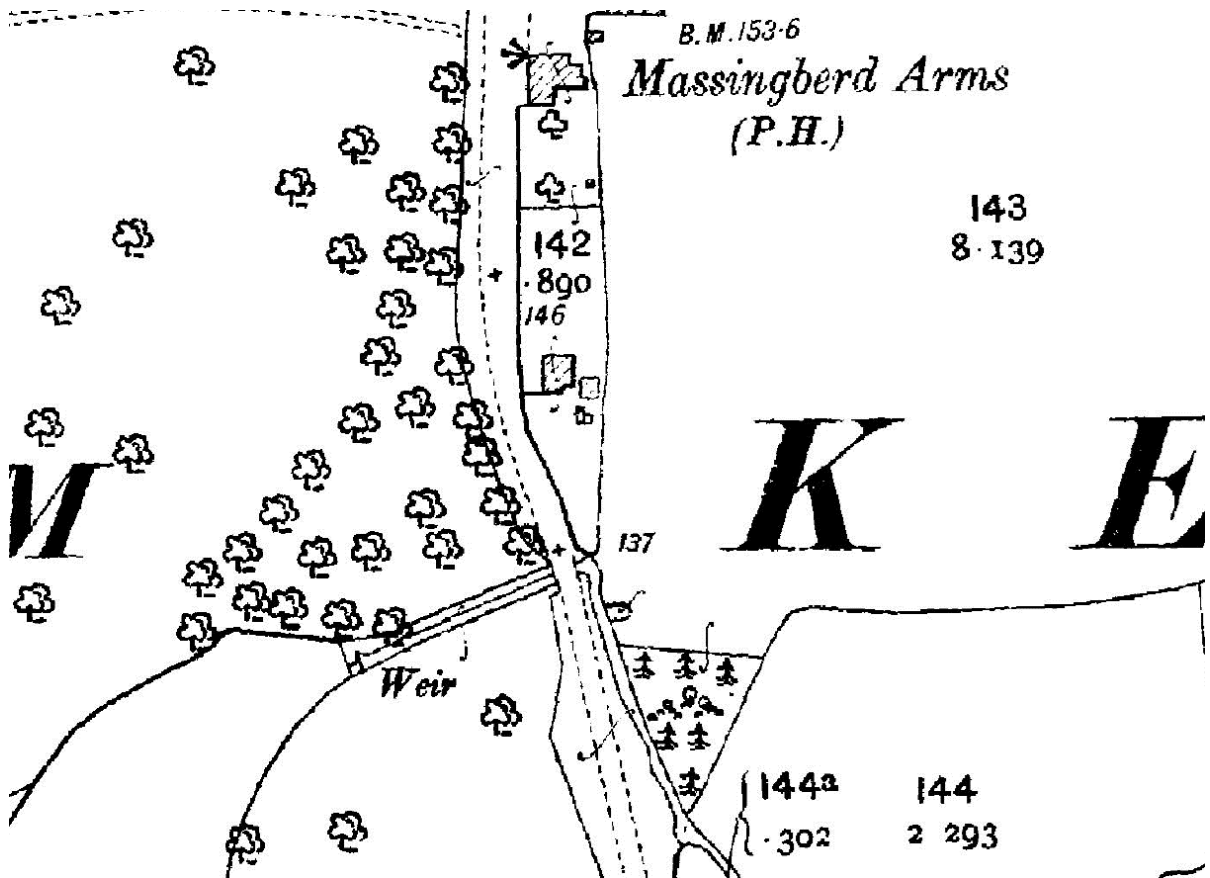 B.M.153·6
Massingberd Arms
(P.H.)
143
8·139
142
·890
146
M K E
137
Weir
144a 144
·302 2 293